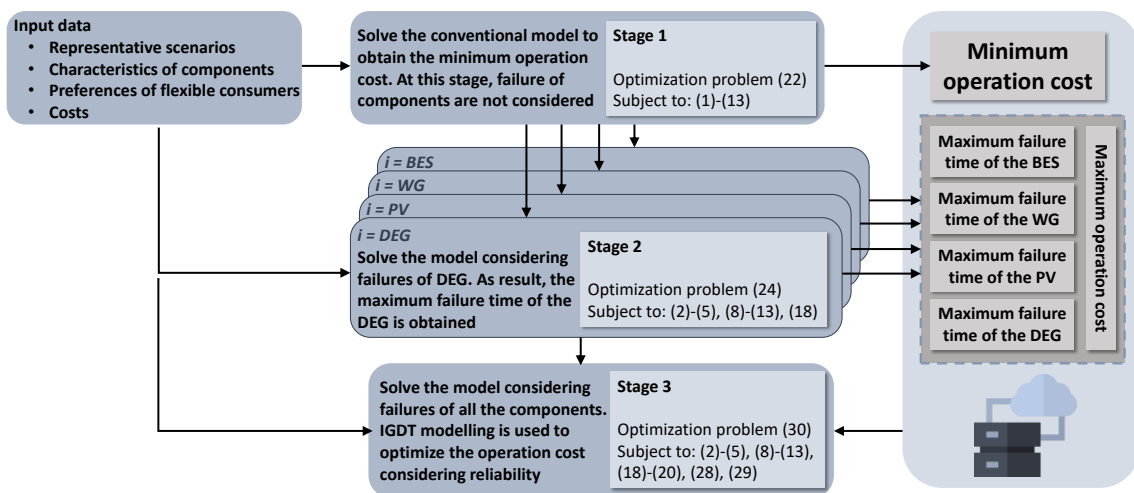 Input data
• Representative scenarios
• Characteristics of components
• Preferences of flexible consumers
• Costs
Solve the conventional model to
obtain the minimum operation
cost. At this stage, failure of
components are not considered
Stage 1
Optimization problem (22)
Subject to: (1)-(13)
Minimum
operation cost
i = BES
i = WG
i = PV
i = DEG
Solve the model considering
failures of DEG. As result, the
maximum failure time of the
DEG is obtained
Stage 2
Optimization problem (24)
Subject to: (2)-(5), (8)-(13), (18)
Maximum failure
time of the BES
Maximum failure
time of the WG
Maximum failure
time of the PV
Maximum failure
time of the DEG
Maximum operation cost
Solve the model considering
failures of all the components.
IGDT modelling is used to
optimize the operation cost
considering reliability
Stage 3
Optimization problem (30)
Subject to: (2)-(5), (8)-(13),
(18)-(20), (28), (29)